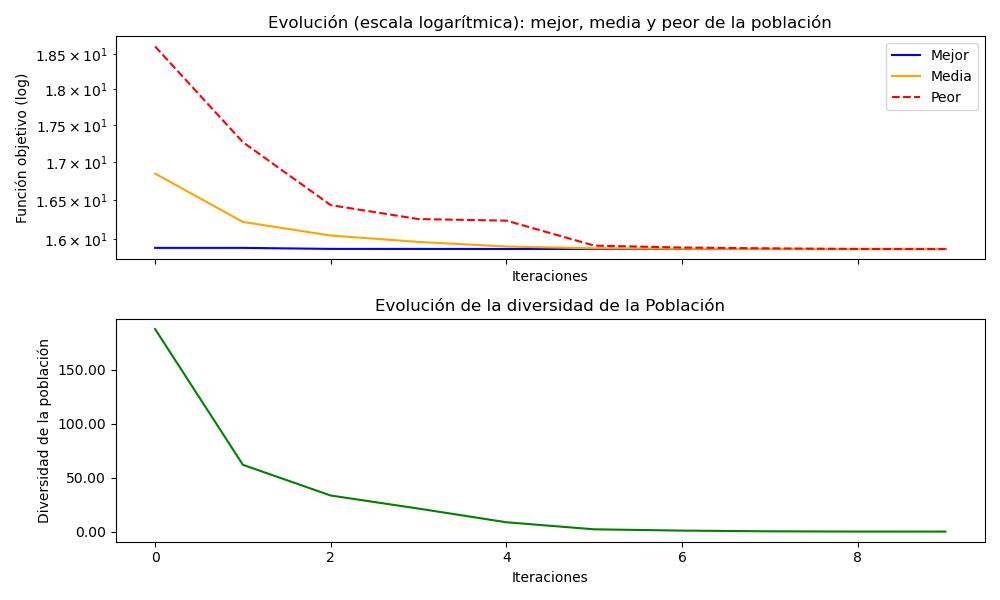 Evolución (escala logarítmica): mejor, media y peor de la población
Función objetivo (log)
1.85 × 10¹
1.8 × 10¹
1.75 × 10¹
1.7 × 10¹
1.65 × 10¹
1.6 × 10¹
Mejor
Media
Peor
Iteraciones
Evolución de la diversidad de la Población
Diversidad de la población
150.00
100.00
50.00
0.00
0 2 4 6 8
Iteraciones